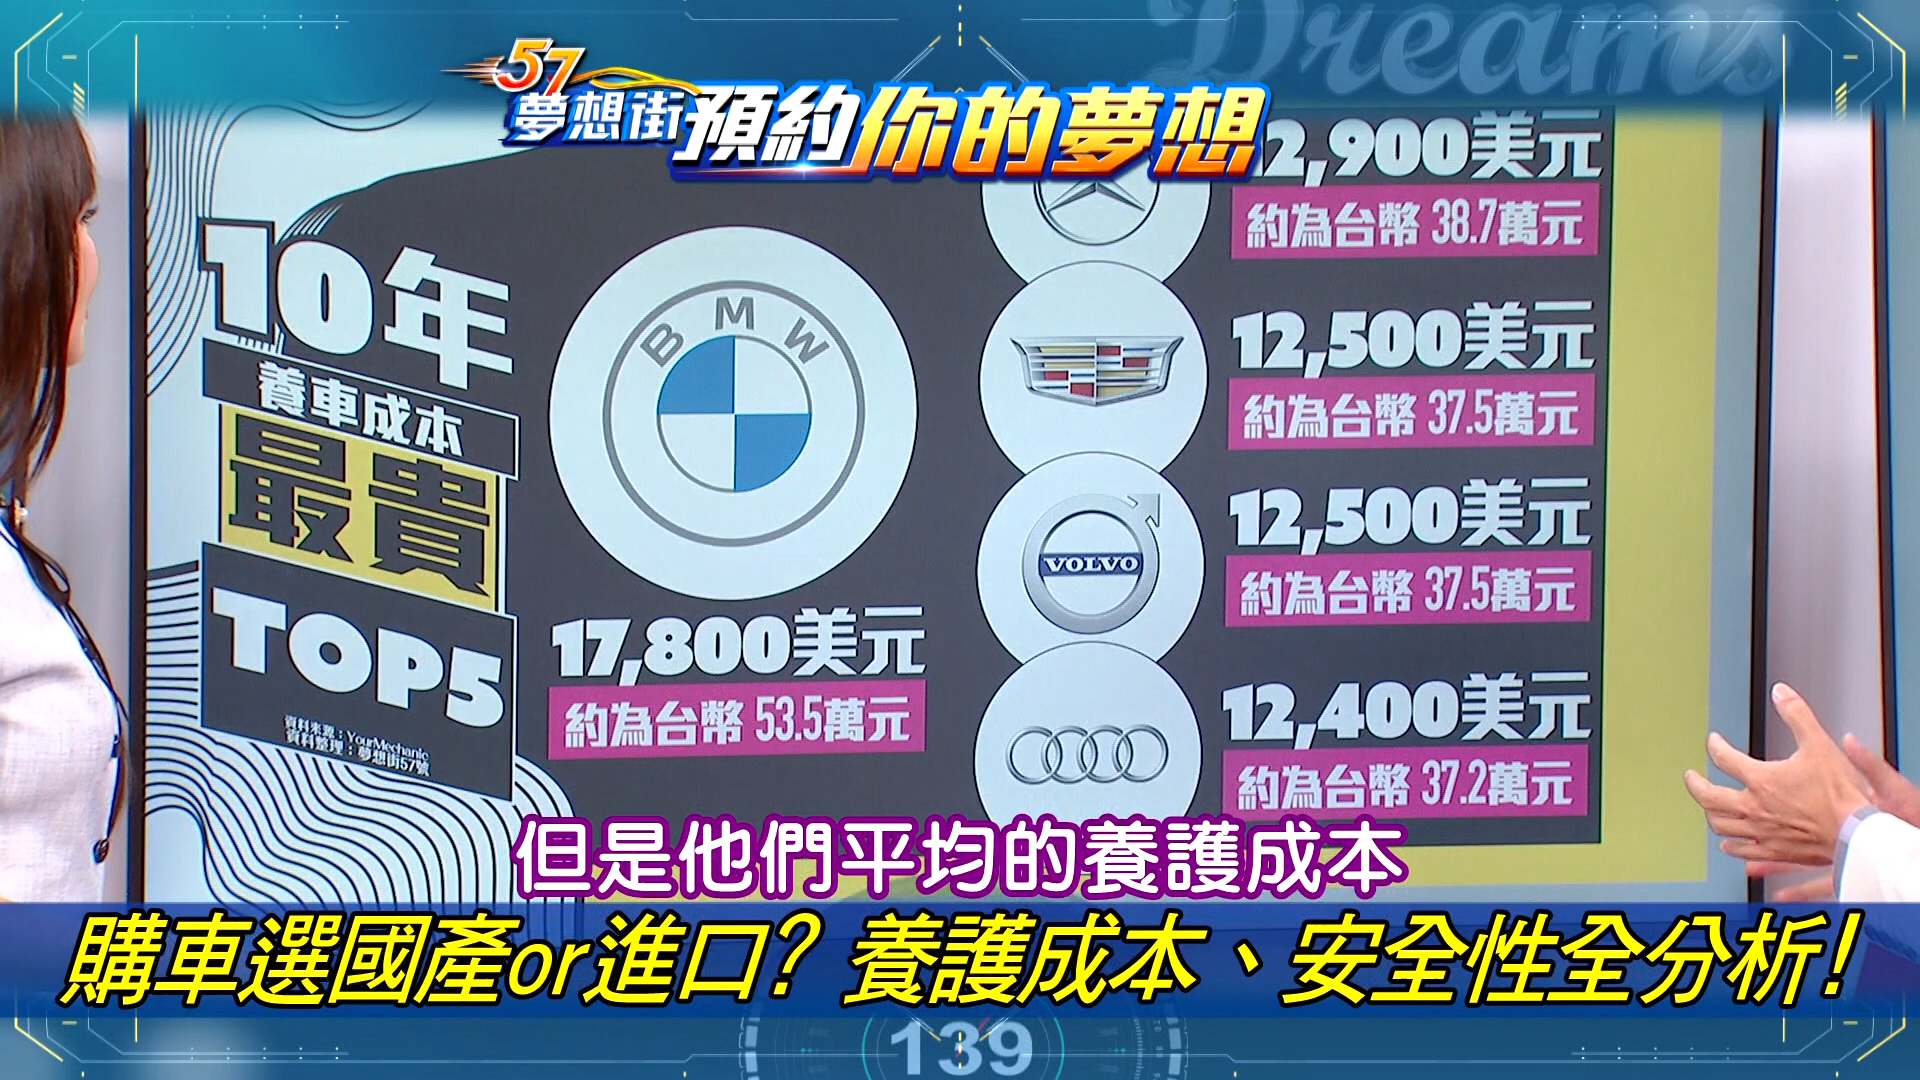 Dreams
57
夢想街 預約你的夢想
10年
養車成本
最貴
TOP5
資料來源：YourMechanic
資料整理：夢想街57號
BMW
17,800美元
約為台幣 53.5萬元
12,900美元
約為台幣 38.7萬元
12,500美元
約為台幣 37.5萬元
VOLVO
12,500美元
約為台幣 37.5萬元
12,400美元
約為台幣 37.2萬元
但是他們平均的養護成本
購車選國產or進口？養護成本、安全性全分析！
139